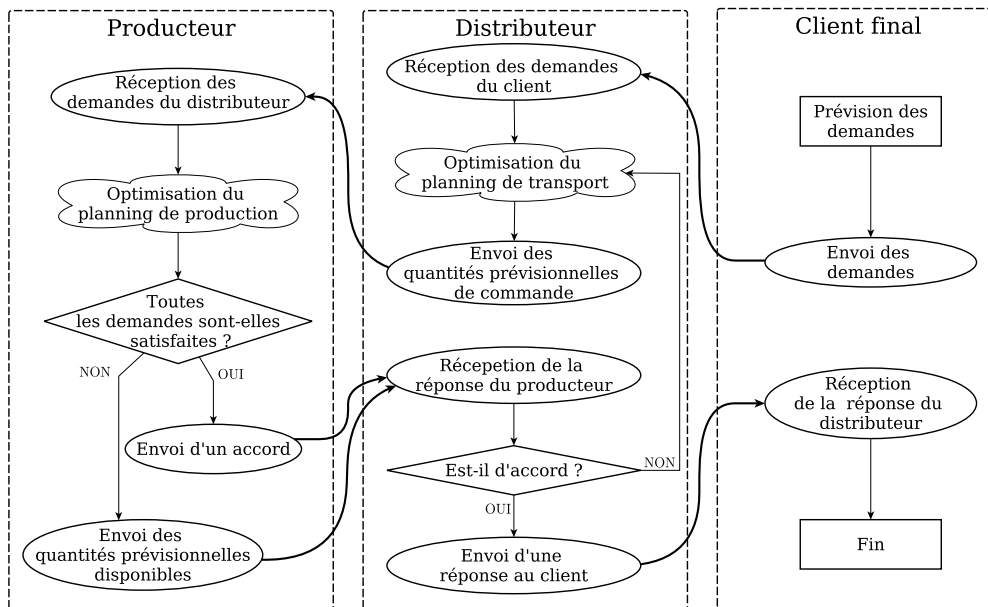 Producteur
Réception des
demandes du distributeur
Optimisation du
planning de production
Toutes
les demandes sont-elles
satisfaites ?
NON
OUI
Envoi d'un accord
Envoi des
quantités prévisionnelles
disponibles
Distributeur
Réception des demandes
du client
Optimisation du
planning de transport
Envoi des
quantités prévisionnelles
de commande
Récepetion de la
réponse du producteur
Est-il d'accord ?
NON
OUI
Envoi d'une
réponse au client
Client final
Prévision des
demandes
Envoi des
demandes
Réception
de la réponse du
distributeur
Fin